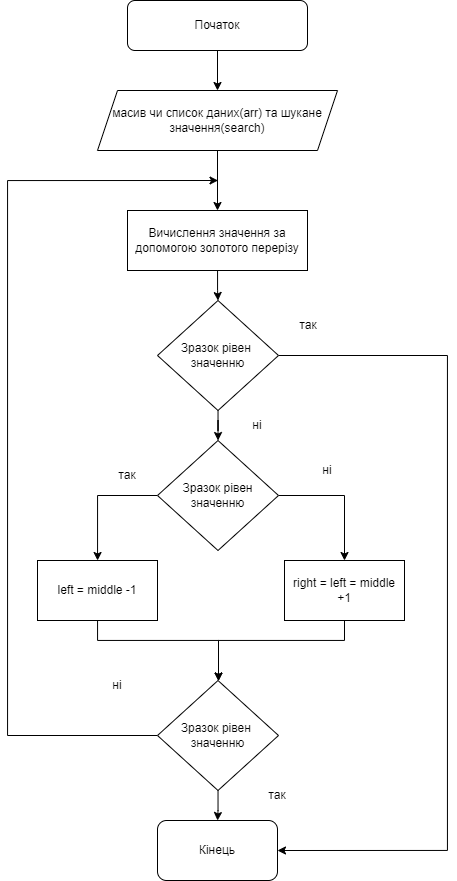 Початок
масив чи список даних(arr) та шукане
значення(search)
Вичислення значення за
допомогою золотого перерізу
так
Зразок рівен
значенню
ні
так
ні
Зразок рівен
значенню
left = middle -1
right = left = middle
+1
ні
Зразок рівен
значенню
так
Кінець